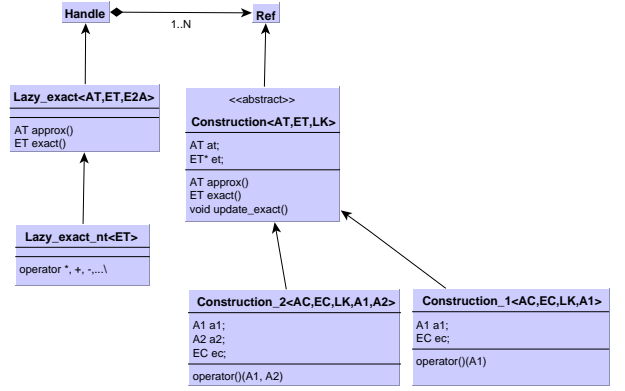 Handle
Ref
1..N
Lazy_exact<AT,ET,E2A>
AT approx()
ET exact()
<<abstract>>
Construction<AT,ET,LK>
AT at;
ET* et;
AT approx()
ET exact()
void update_exact()
Lazy_exact_nt<ET>
operator *, +, -,...\
Construction_2<AC,EC,LK,A1,A2>
A1 a1;
A2 a2;
EC ec;
operator()(A1, A2)
Construction_1<AC,EC,LK,A1>
A1 a1;
EC ec;
operator()(A1)